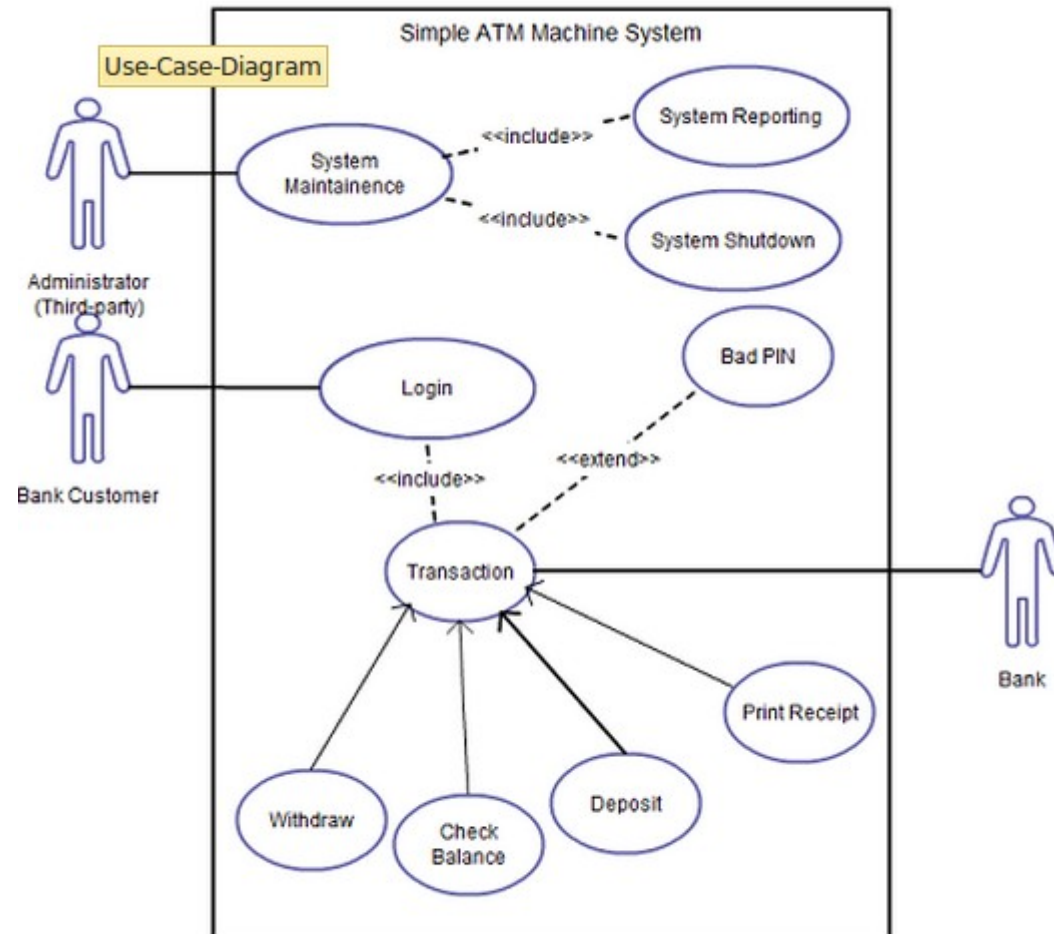 Simple ATM Machine System
Use-Case-Diagram
System Reporting
<<include>>
System
Maintainence
<<include>>
System Shutdown
Administrator
(Third-party)
Bad PIN
Login
<<extend>>
<<include>>
Bank Customer
Transaction
Bank
Print Receipt
Withdraw
Check
Balance
Deposit